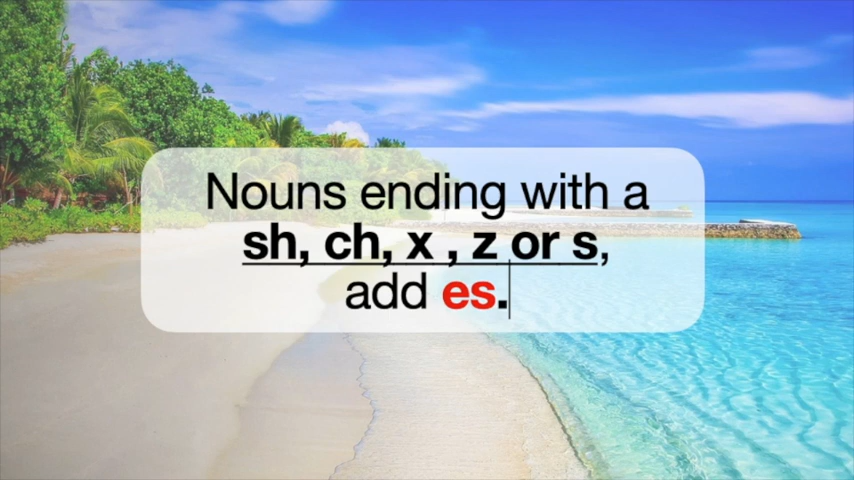 Nouns ending with a
sh, ch, x , z or s,
add es.